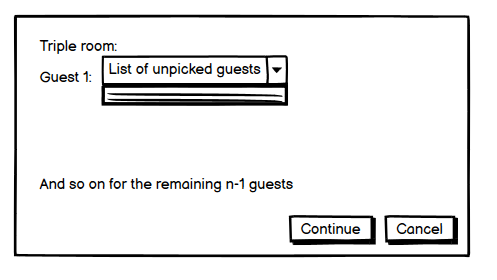 Triple room:
Guest 1: List of unpicked guests
And so on for the remaining n-1 guests
Continue Cancel